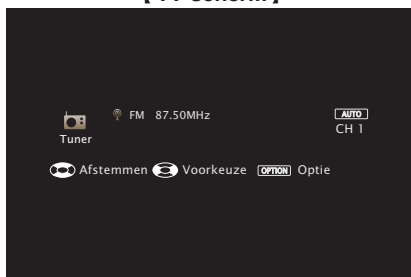 FM 87.50MHz
AUTO
CH 1
Tuner
Afstemmen Voorkeuze OPTION Optie